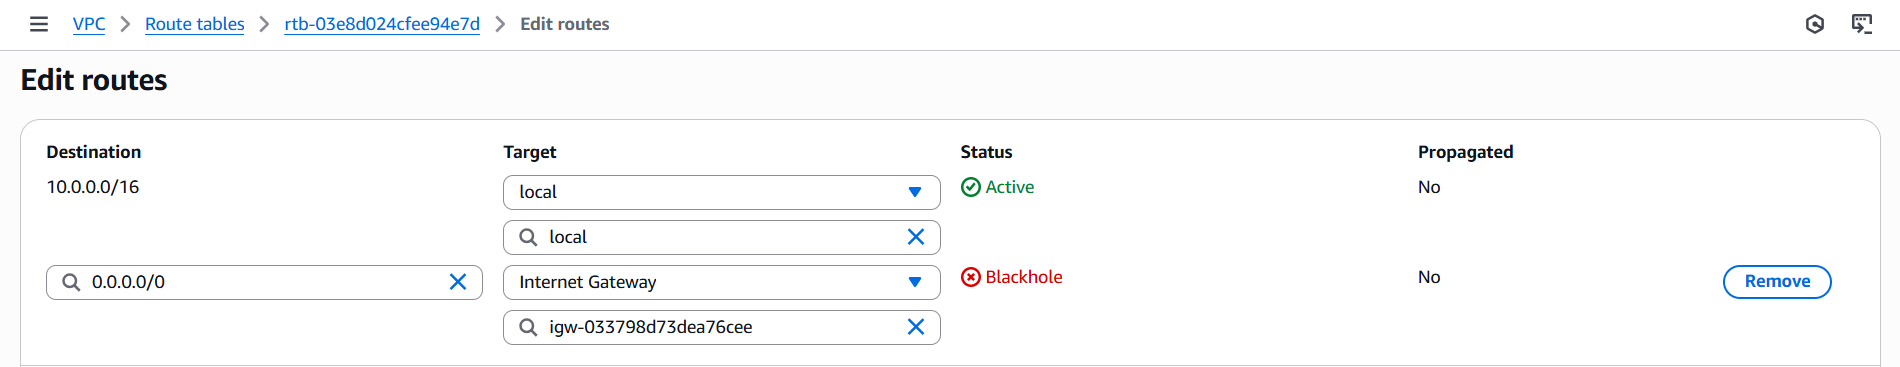 VPC > Route tables > rtb-03e8d024cfee94e7d > Edit routes
Edit routes
Destination Target Status Propagated
10.0.0.0/16 local Active No
local
0.0.0.0/0 Internet Gateway Blackhole No Remove
igw-033798d73dea76cee